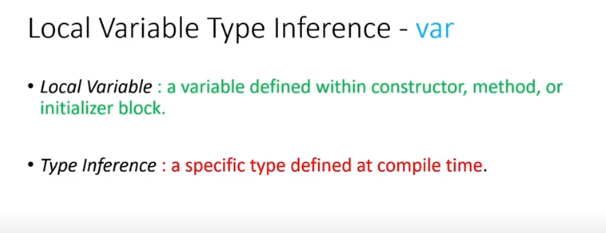 Local Variable Type Inference - var
• Local Variable : a variable defined within constructor, method, or
initializer block.
• Type Inference : a specific type defined at compile time.